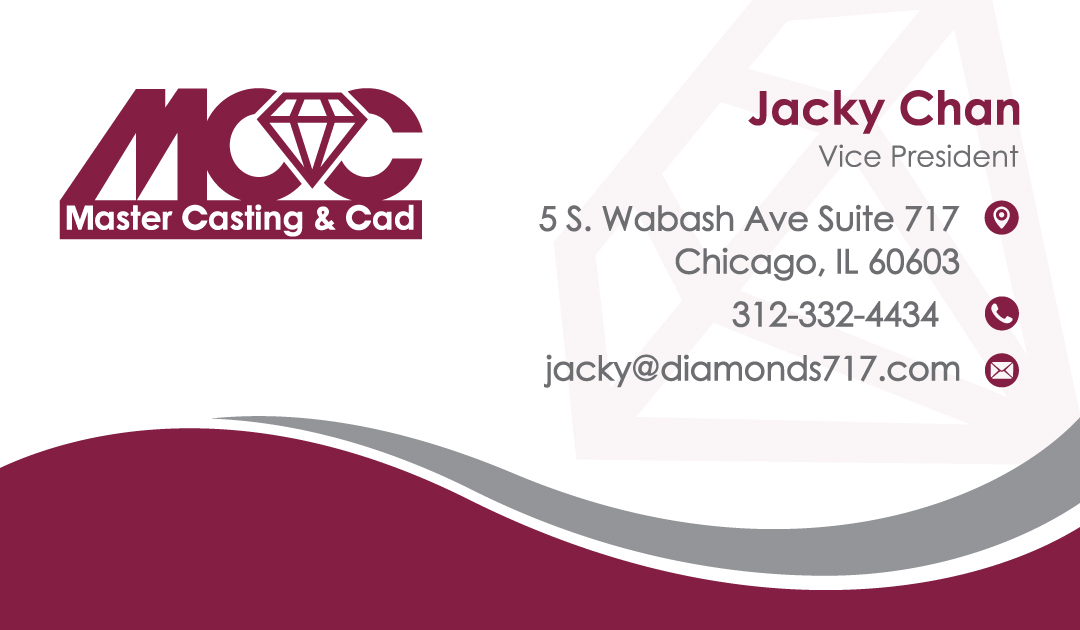 MCC
Master Casting & Cad
Jacky Chan
Vice President
5 S. Wabash Ave Suite 717
Chicago, IL 60603
312-332-4434
jacky@diamonds717.com